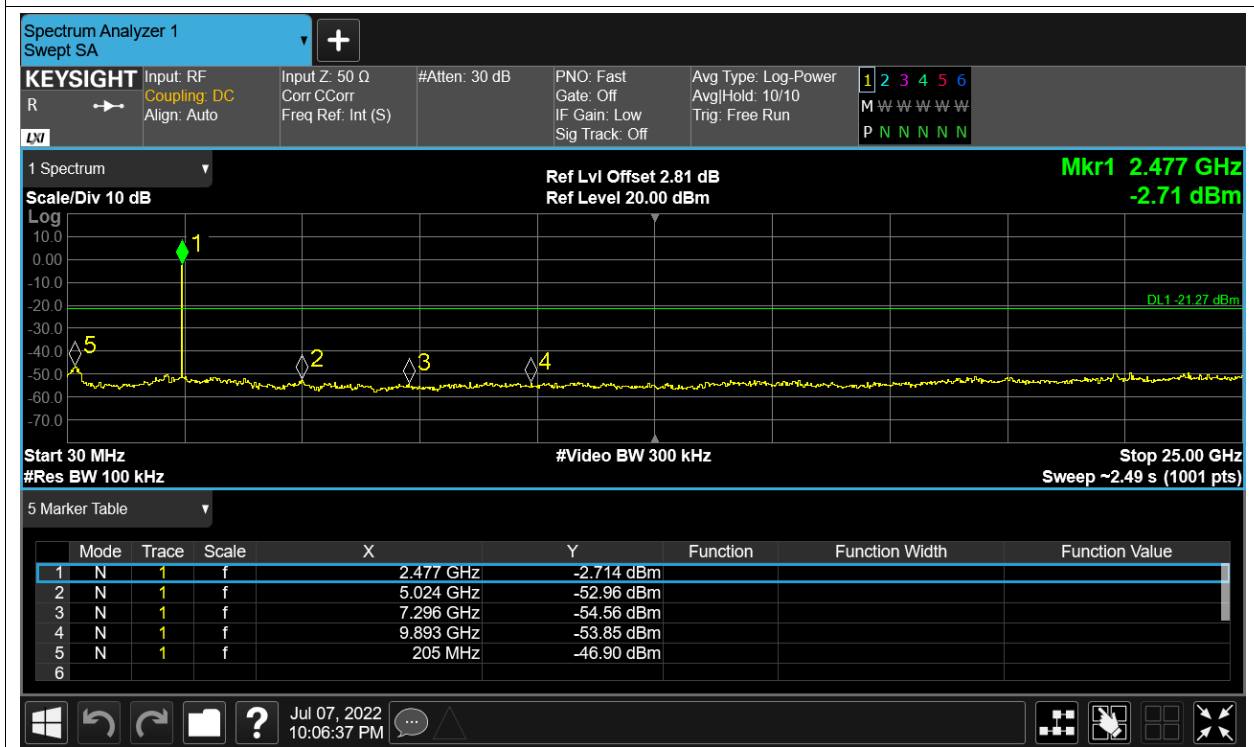 Spectrum Analyzer 1
Swept SA
KEYSIGHT
R
LXI
Input: RF
Coupling: DC
Align: Auto
Input Z: 50 Ω
Corr CCorr
Freq Ref: Int (S)
#Atten: 30 dB
PNO: Fast
Gate: Off
IF Gain: Low
Sig Track: Off
Avg Type: Log-Power
Avg|Hold: 10/10
Trig: Free Run
1 2 3 4 5 6
M W W W W W
P N N N N N
1 Spectrum
Scale/Div 10 dB
Ref Lvl Offset 2.81 dB
Ref Level 20.00 dBm
Mkr1 2.477 GHz
-2.71 dBm
Log
10.0
0.00
-10.0
-20.0
-30.0
-40.0
-50.0
-60.0
-70.0
1
5
2
3
4
DL1 -21.27 dBm
Start 30 MHz
#Res BW 100 kHz
#Video BW 300 kHz
Stop 25.00 GHz
Sweep ~2.49 s (1001 pts)
5 Marker Table
Mode Trace Scale X Y Function Function Width Function Value
1 N 1 f 2.477 GHz -2.714 dBm
2 N 1 f 5.024 GHz -52.96 dBm
3 N 1 f 7.296 GHz -54.56 dBm
4 N 1 f 9.893 GHz -53.85 dBm
5 N 1 f 205 MHz -46.90 dBm
6
?
Jul 07, 2022
10:06:37 PM